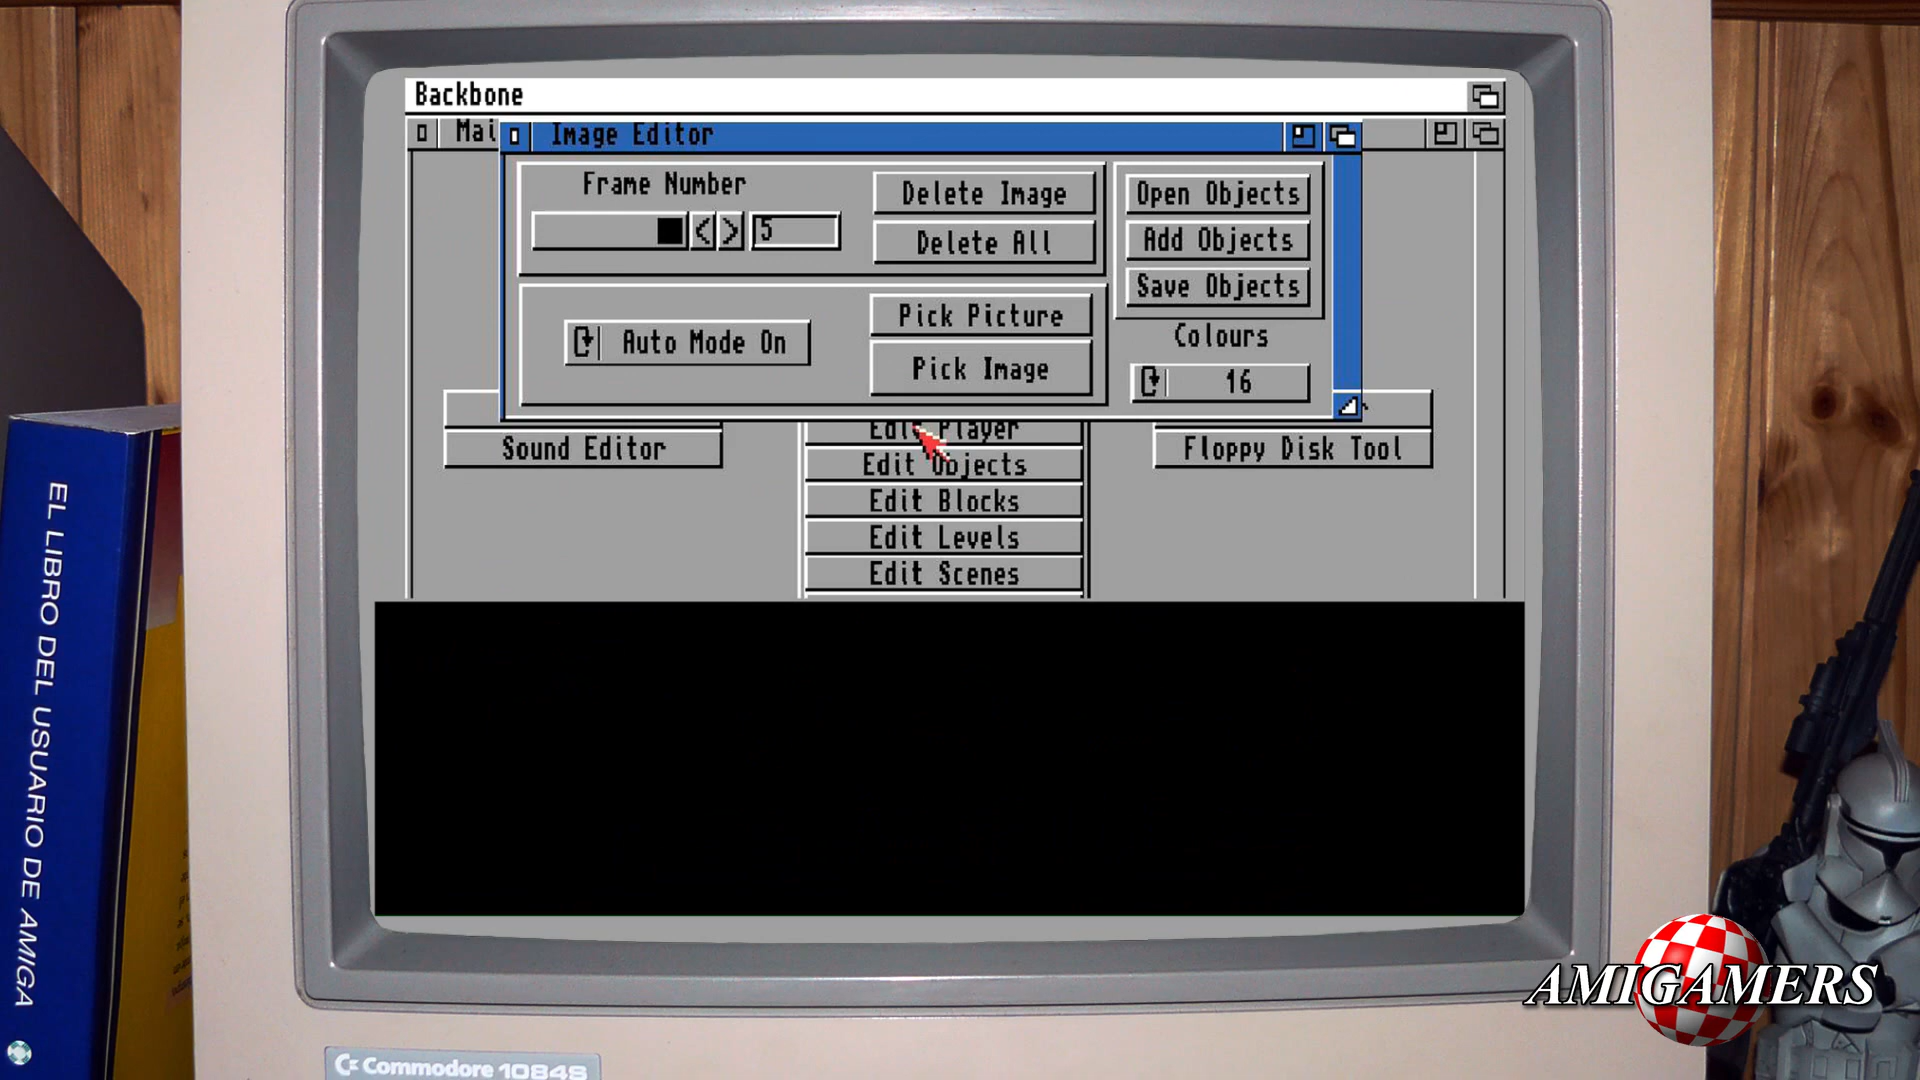 Backbone
Mai
Image Editor
Frame Number
5
Delete Image
Delete All
Open Objects
Add Objects
Save Objects
Auto Mode On
Pick Picture
Pick Image
Colours
16
Sound Editor
Edit Player
Edit Objects
Edit Blocks
Edit Levels
Edit Scenes
Floppy Disk Tool
EL LIBRO DEL USUARIO DE AMIGA
AMIGAMERS
Commodore 1084S